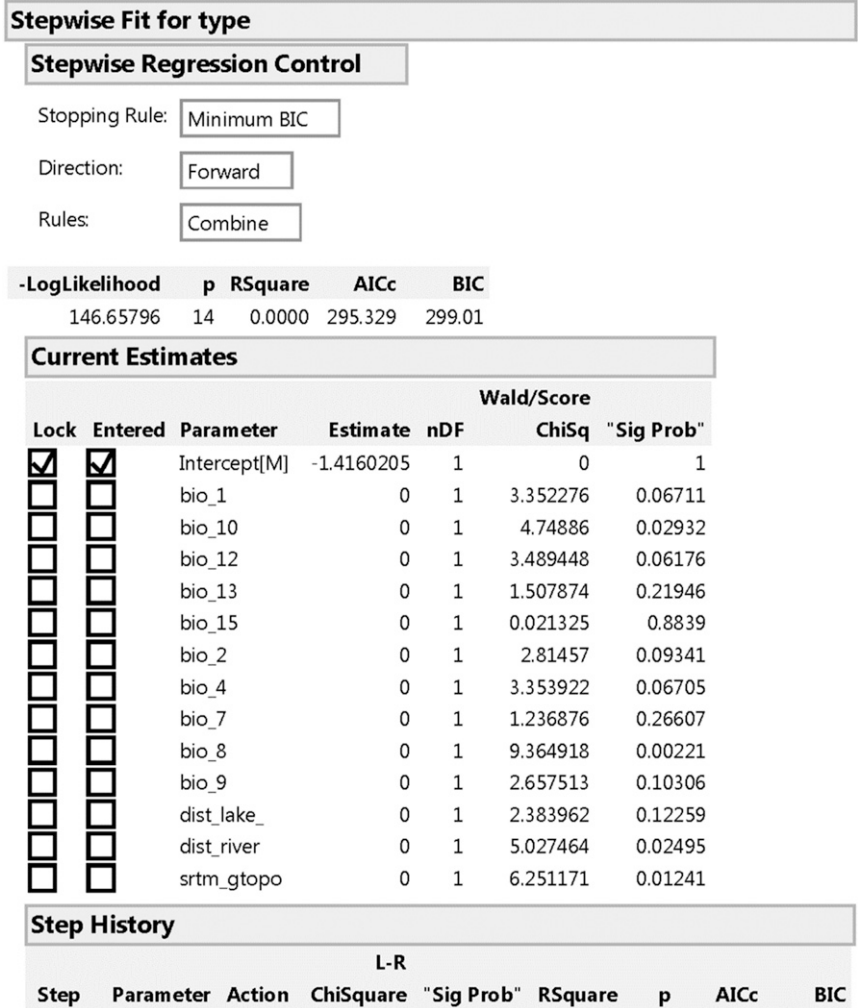 Stepwise Fit for type
Stepwise Regression Control
Stopping Rule: Minimum BIC
Direction: Forward
Rules: Combine
-LogLikelihood p RSquare AICc BIC
146.65796 14 0.0000 295.329 299.01
Current Estimates
Wald/Score
Lock Entered Parameter Estimate nDF ChiSq "Sig Prob"
Intercept[M] -1.4160205 1 0 1
bio_1 0 1 3.352276 0.06711
bio_10 0 1 4.74886 0.02932
bio_12 0 1 3.489448 0.06176
bio_13 0 1 1.507874 0.21946
bio_15 0 1 0.021325 0.8839
bio_2 0 1 2.81457 0.09341
bio_4 0 1 3.353922 0.06705
bio_7 0 1 1.236876 0.26607
bio_8 0 1 9.364918 0.00221
bio_9 0 1 2.657513 0.10306
dist_lake_ 0 1 2.383962 0.12259
dist_river 0 1 5.027464 0.02495
srtm_gtopo 0 1 6.251171 0.01241
Step History
L-R
Step Parameter Action ChiSquare "Sig Prob" RSquare p AICc BIC